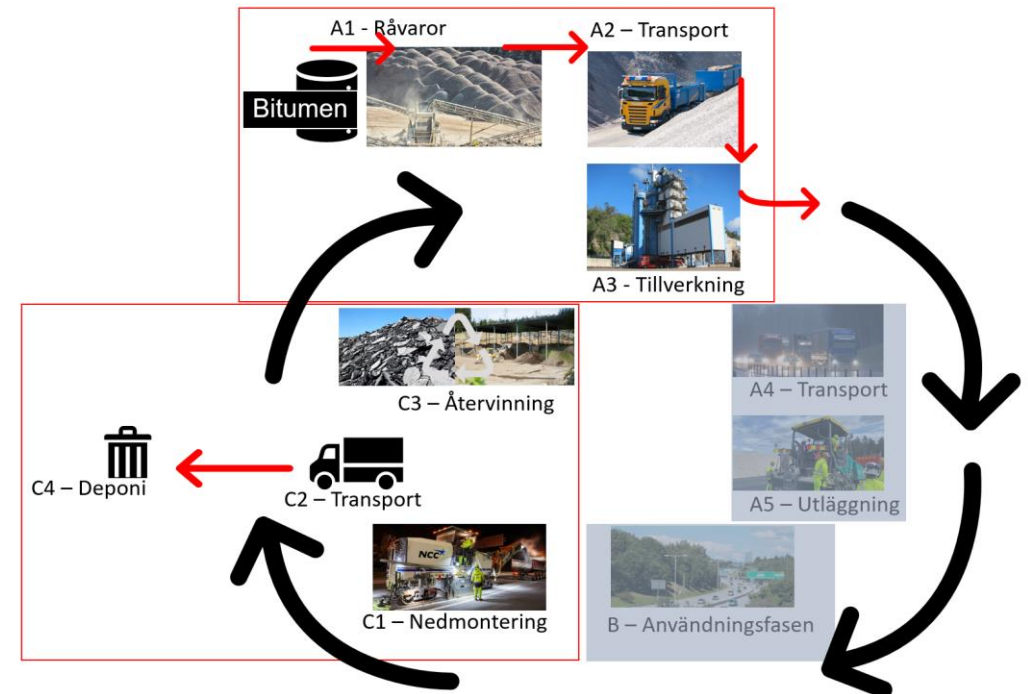 A1 - Råvaror
A2 – Transport
Bitumen
A3 - Tillverkning
C3 – Återvinning
A4 – Transport
C4 – Deponi
C2 – Transport
A5 – Utläggning
NCC
C1 – Nedmontering
B – Användningsfasen